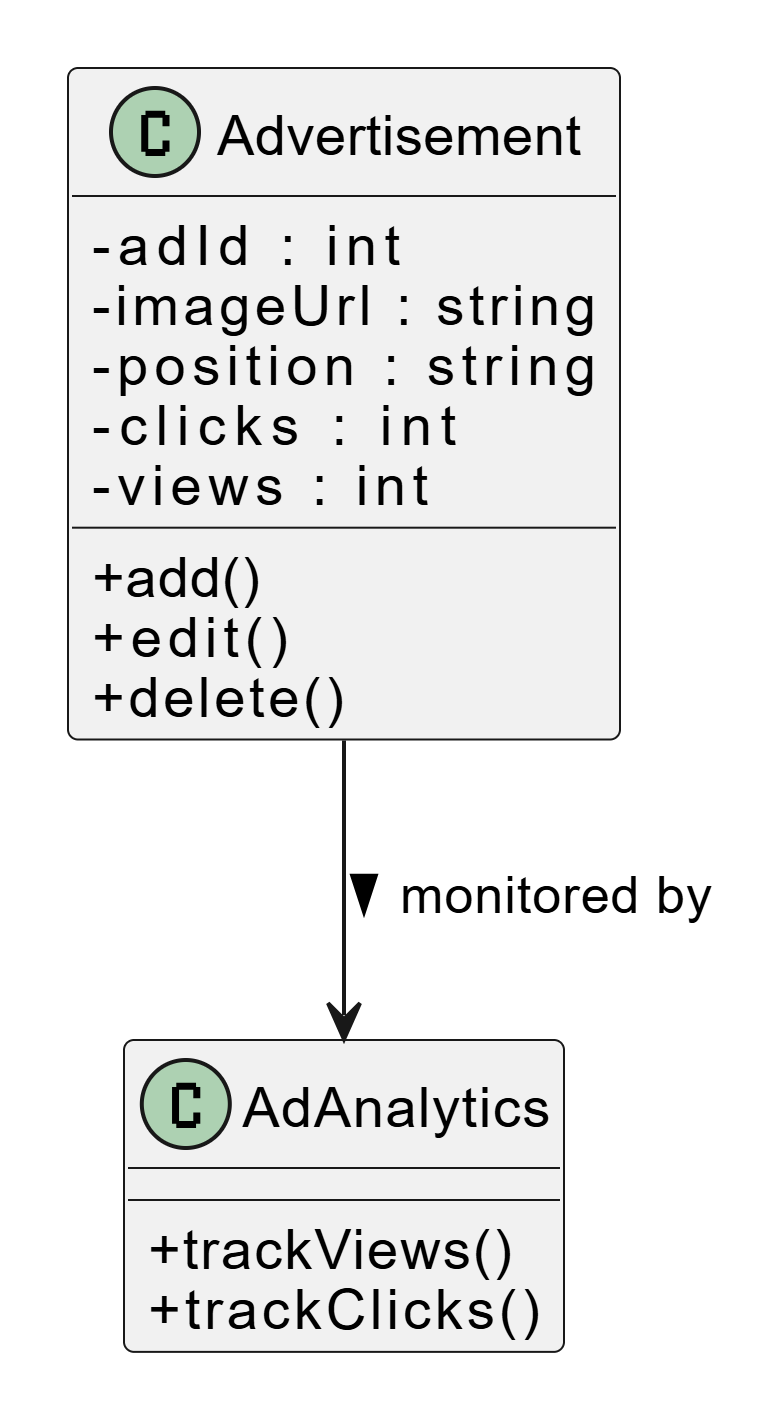 C Advertisement
-adId : int
-imageUrl : string
-position : string
-clicks : int
-views : int
+add()
+edit()
+delete()
▼ monitored by
C AdAnalytics
+trackViews()
+trackClicks()